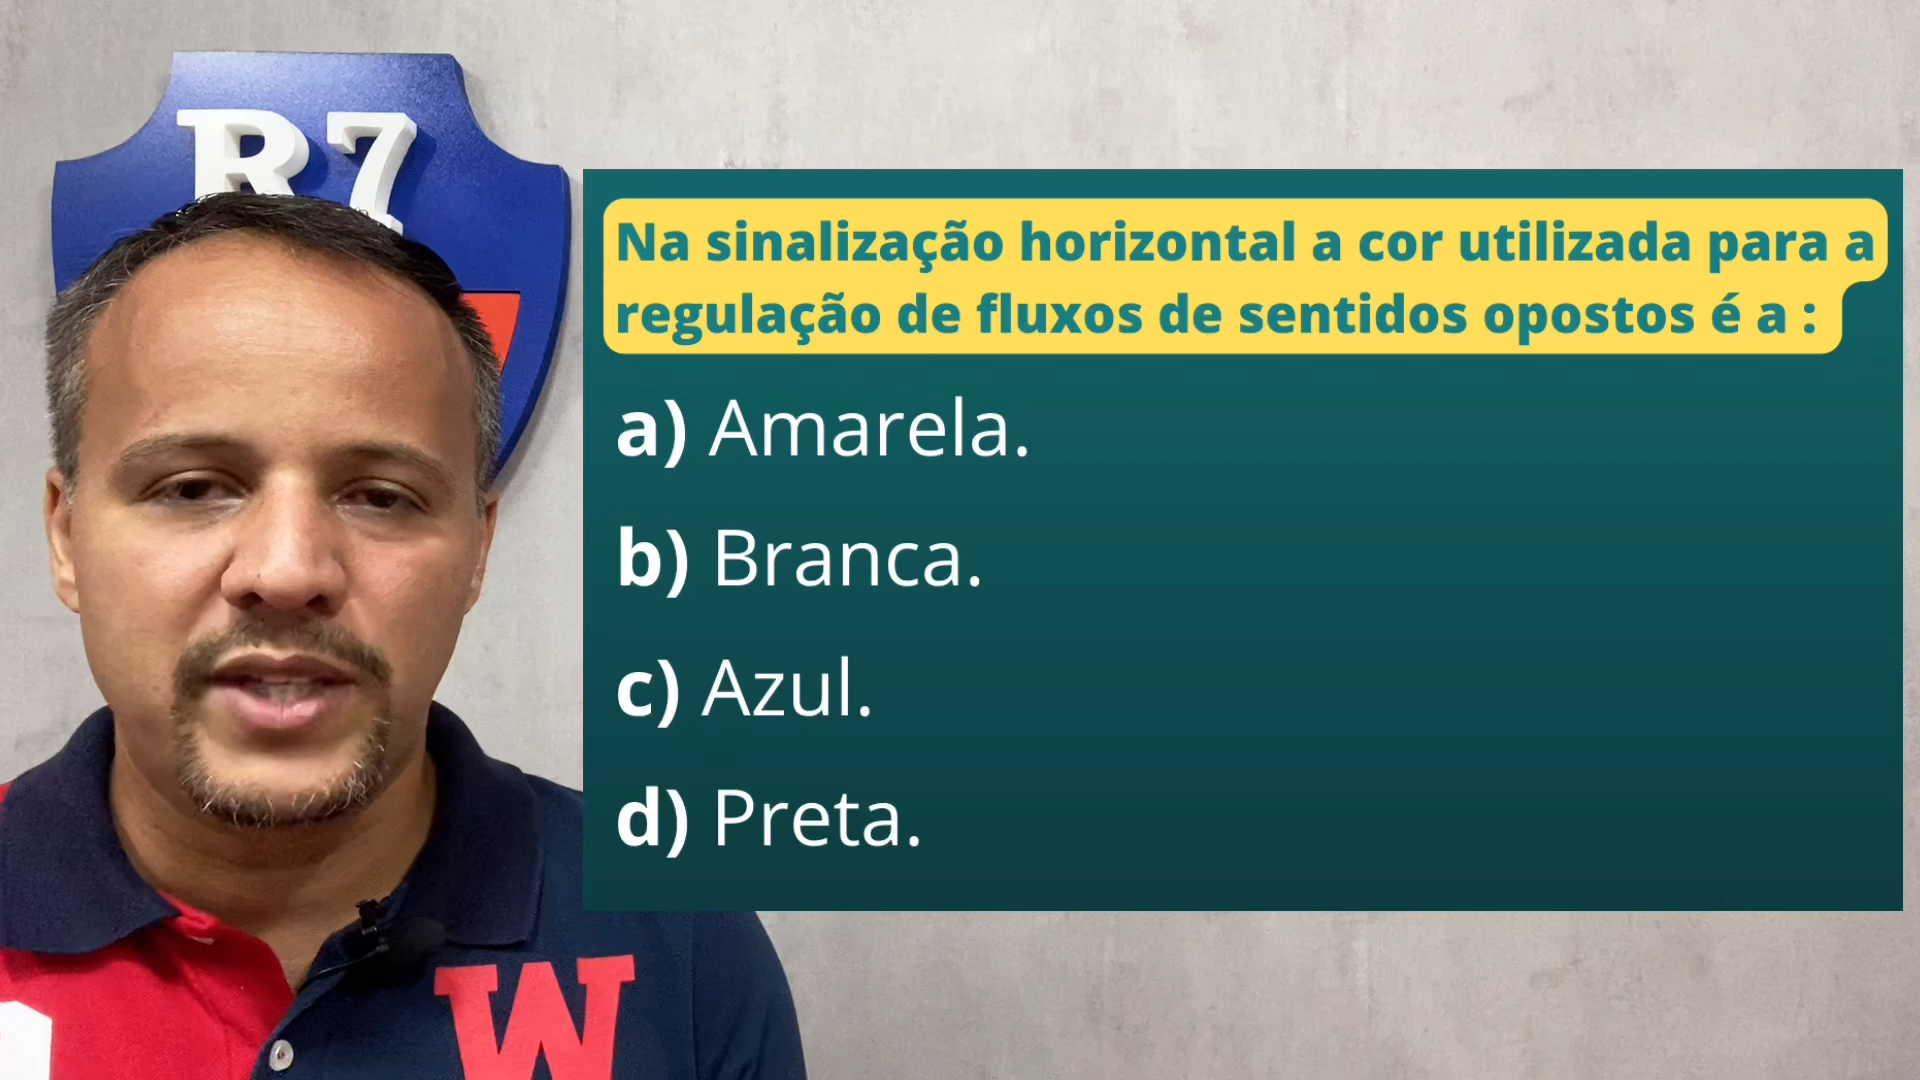 R7
Na sinalização horizontal a cor utilizada para a
regulação de fluxos de sentidos opostos é a :
a) Amarela.
b) Branca.
c) Azul.
d) Preta.
W